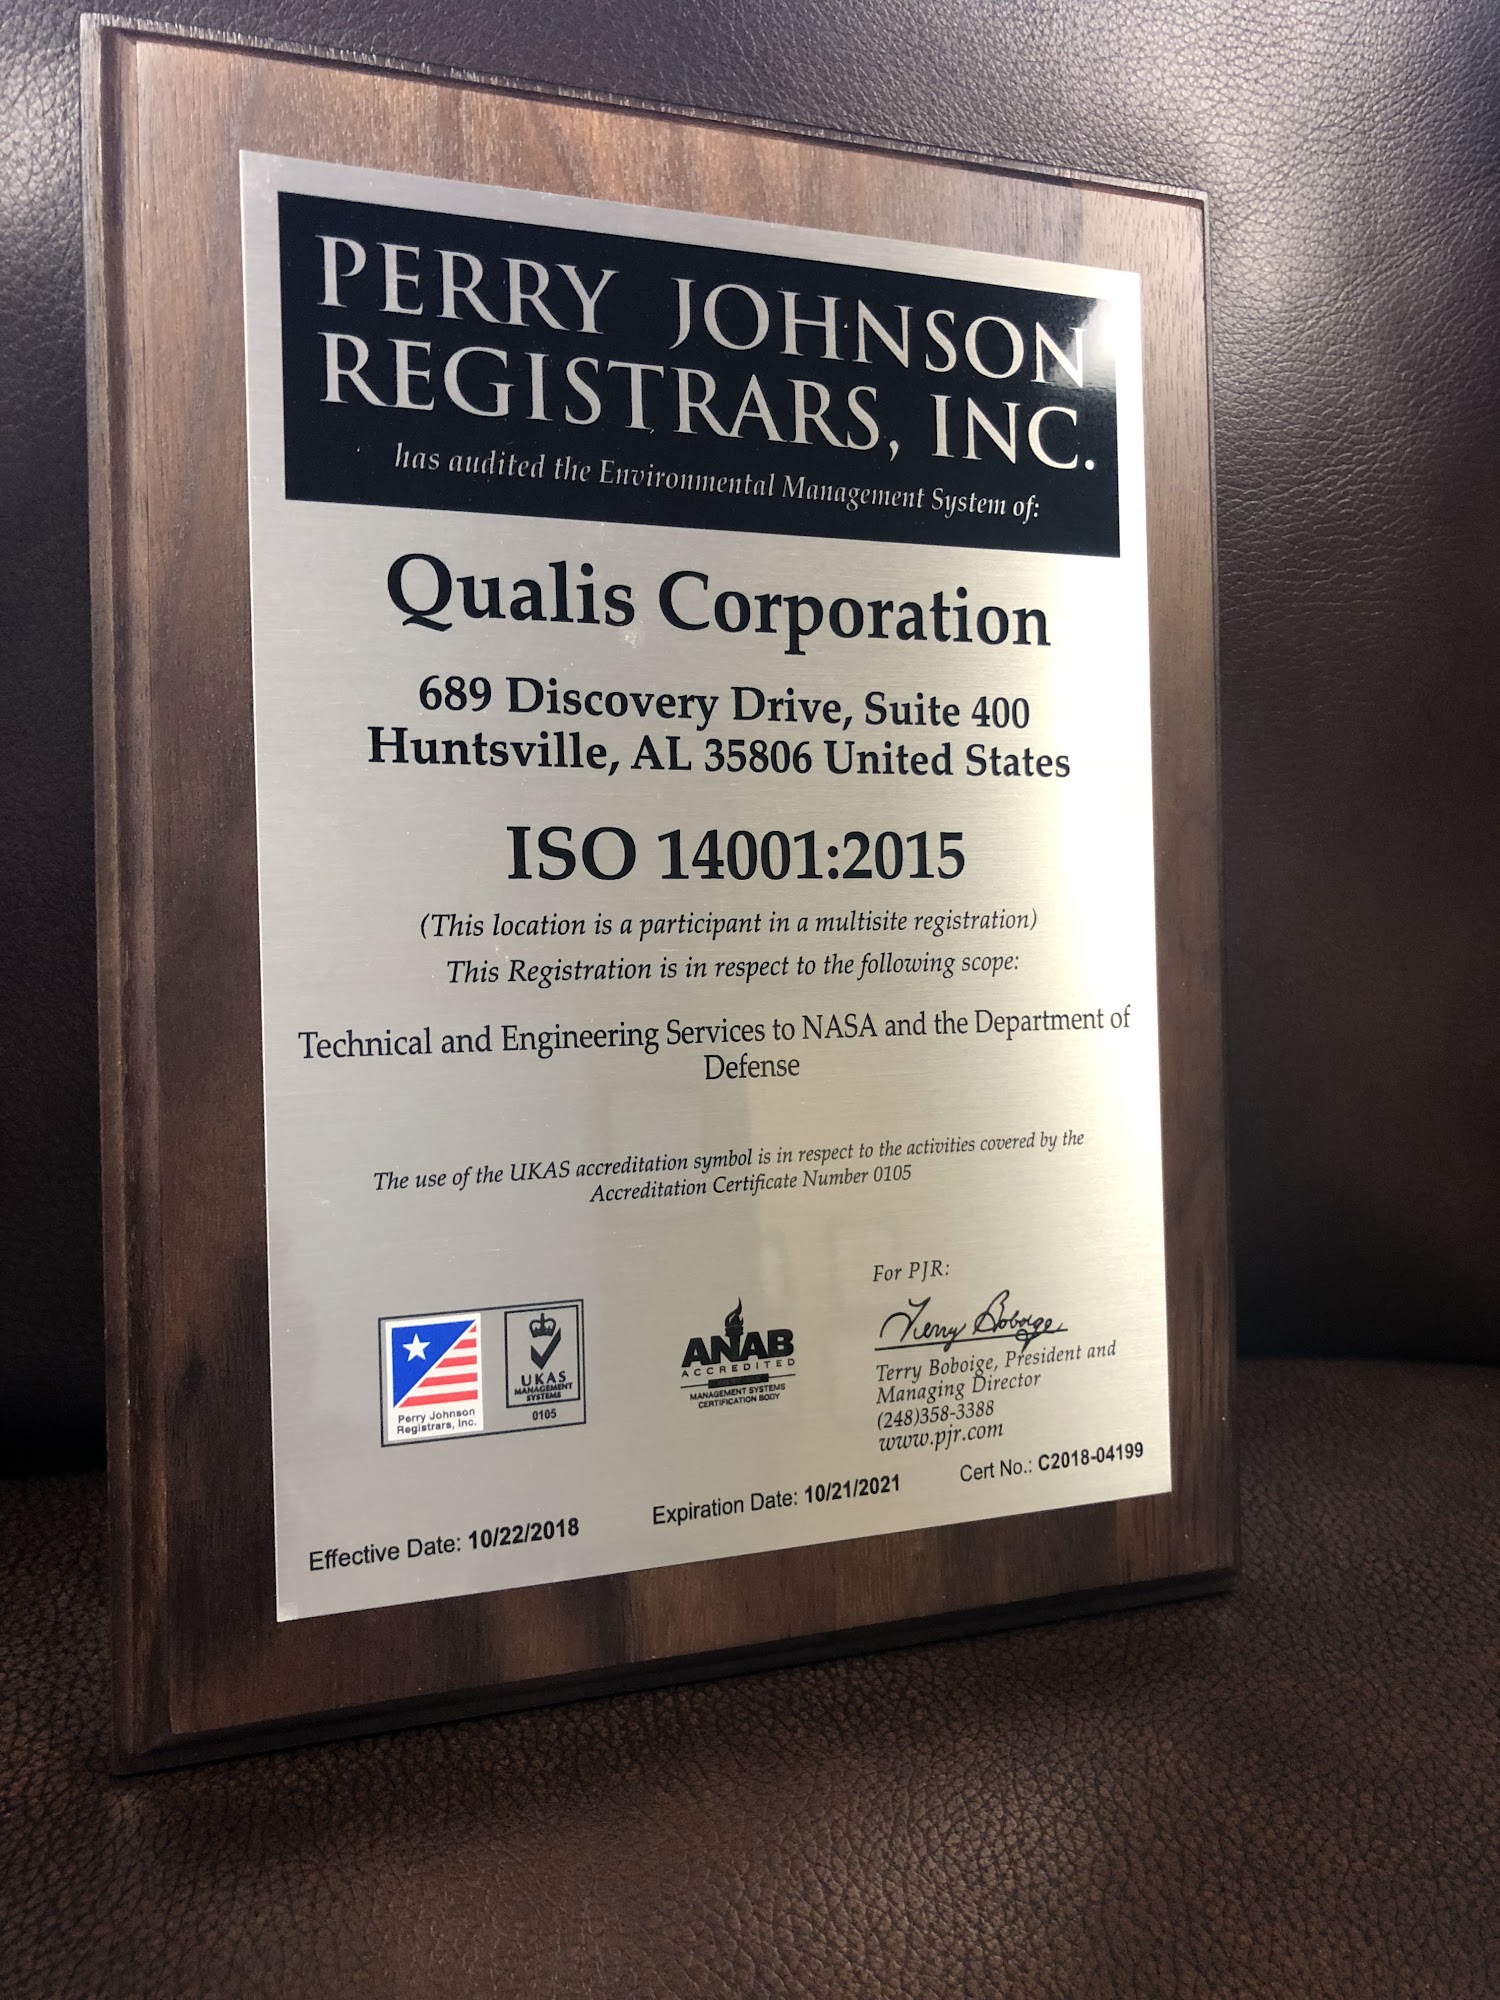 PERRY JOHNSON
REGISTRARS, INC.
has audited the Environmental Management System of:
Qualis Corporation
689 Discovery Drive, Suite 400
Huntsville, AL 35806 United States
ISO 14001:2015
(This location is a participant in a multisite registration)
This Registration is in respect to the following scope:
Technical and Engineering Services to NASA and the Department of
Defense
The use of the UKAS accreditation symbol is in respect to the activities covered by the
Accreditation Certificate Number 0105
Perry Johnson
Registrars, Inc.
UKAS
MANAGEMENT
SYSTEMS
0105
ANAB
ACCREDITED
MANAGEMENT SYSTEMS
CERTIFICATION BODY
For PJR:
Terry Boboige
Terry Boboige, President and
Managing Director
(248)358-3388
www.pjr.com
Effective Date: 10/22/2018
Expiration Date: 10/21/2021
Cert No.: C2018-04199